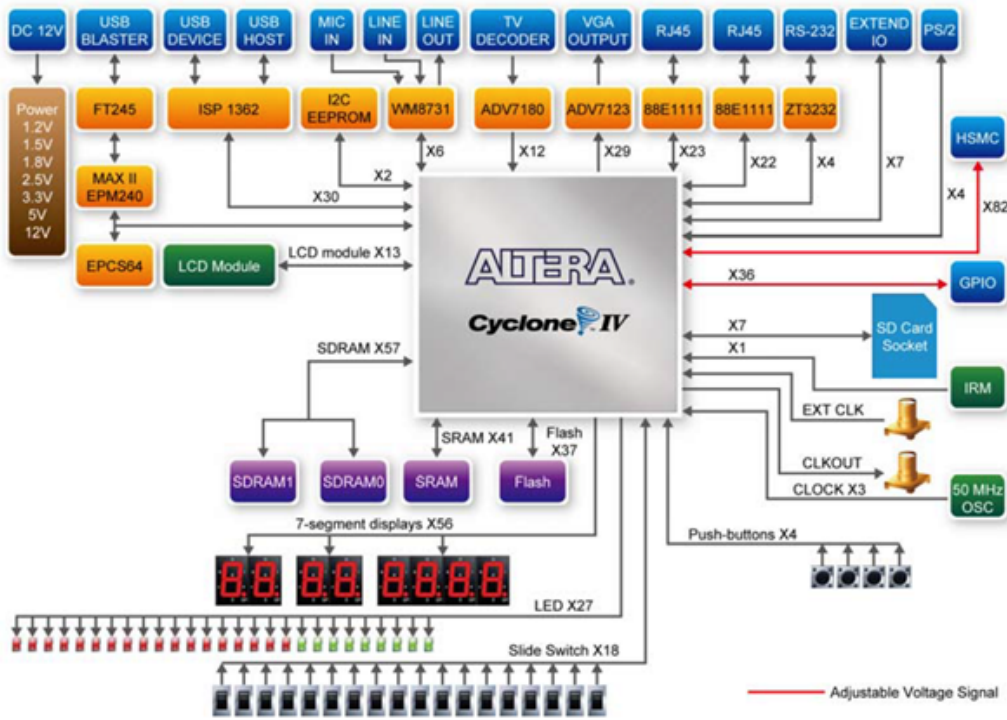 DC 12V
USB
BLASTER
USB
DEVICE
USB
HOST
MIC
IN
LINE
IN
LINE
OUT
TV
DECODER
VGA
OUTPUT
RJ45
RJ45
RS-232
EXTEND
IO
PS/2
Power
1.2V
1.5V
1.8V
2.5V
3.3V
5V
12V
FT245
ISP 1362
I2C
EEPROM
WM8731
ADV7180
ADV7123
88E1111
88E1111
ZT3232
HSMC
X6
X12
X29
X23
X22
X4
X7
X4
X82
MAX II
EPM240
X2
X30
EPCS64
LCD Module
LCD module X13
ALTERA.
Cyclone IV
X36
GPIO
X7
SD Card
Socket
X1
IRM
SDRAM X57
EXT CLK
SRAM X41
Flash
X37
CLKOUT
SDRAM1
SDRAM0
SRAM
Flash
CLOCK X3
50 MHz
OSC
7-segment displays X56
Push-buttons X4
LED X27
Slide Switch X18
Adjustable Voltage Signal